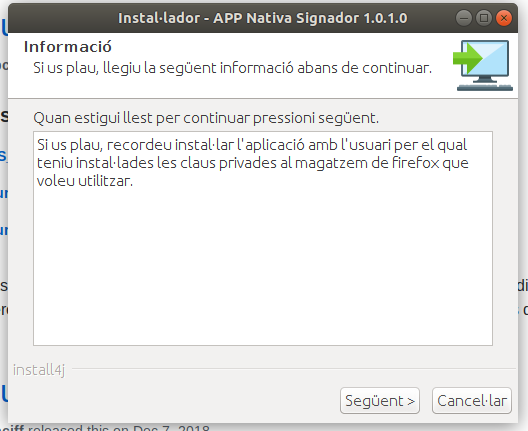 Instal·lador - APP Nativa Signador 1.0.1.0
Informació
Si us plau, llegiu la següent informació abans de continuar.
Quan estigui llest per continuar pressioni següent.
Si us plau, recordeu instal·lar l'aplicació amb l'usuari per el qual
teniu instal·lades les claus privades al magatzem de firefox que
voleu utilitzar.
install4j
Següent >
Cancel·lar
released this on Dec 7, 2018